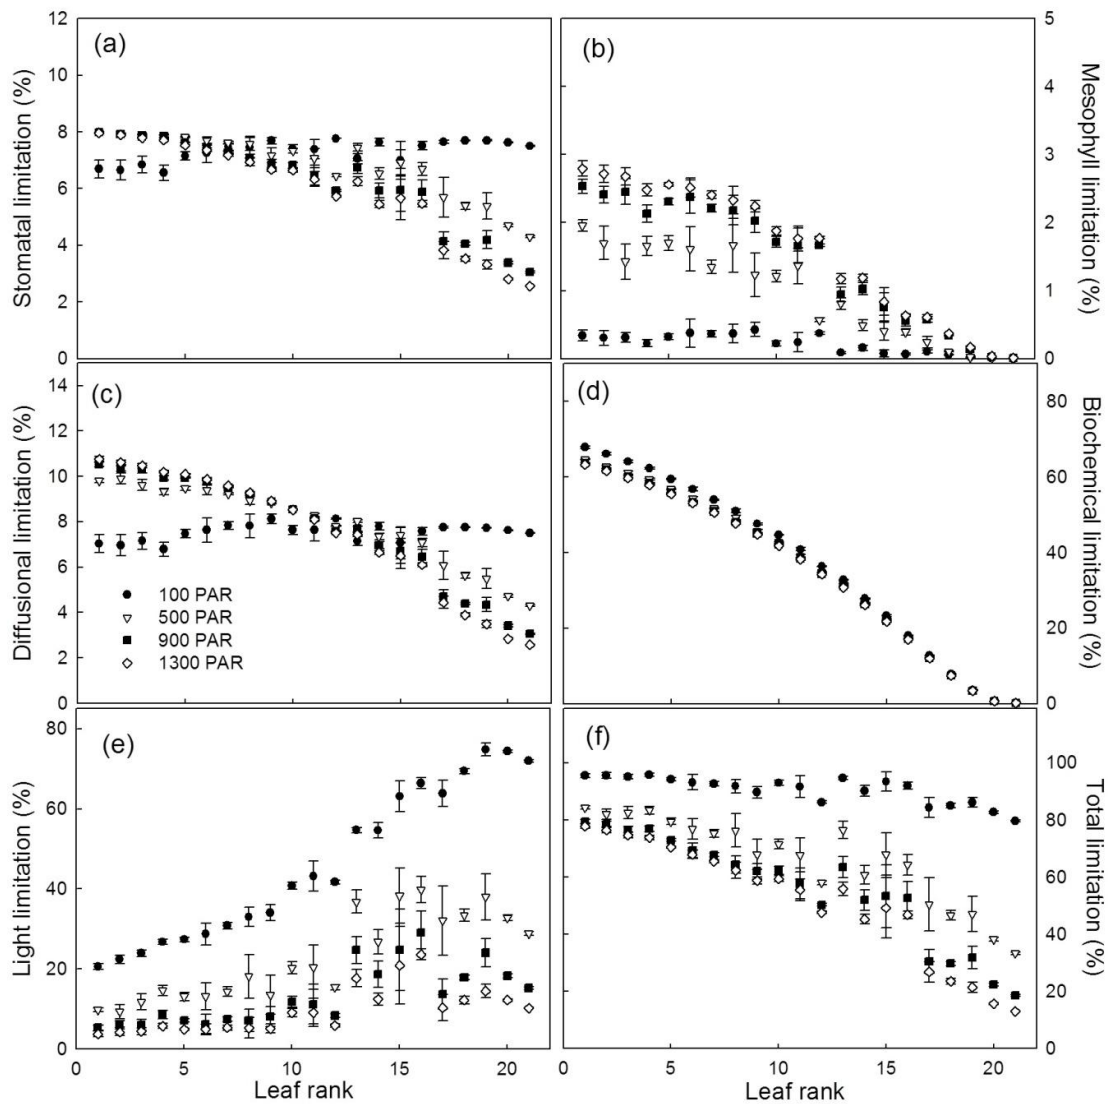 (a)
Stomatal limitation (%)
12
10
8
6
4
2
0
(b)
Mesophyll limitation (%)
5
4
3
2
1
0
(c)
Diffusional limitation (%)
14
12
10
8
6
4
2
0
100 PAR
500 PAR
900 PAR
1300 PAR
(d)
Biochemical limitation (%)
80
60
40
20
0
(e)
Light limitation (%)
80
60
40
20
0
0 5 10 15 20
Leaf rank
(f)
Total limitation (%)
100
80
60
40
20
0
0 5 10 15 20
Leaf rank